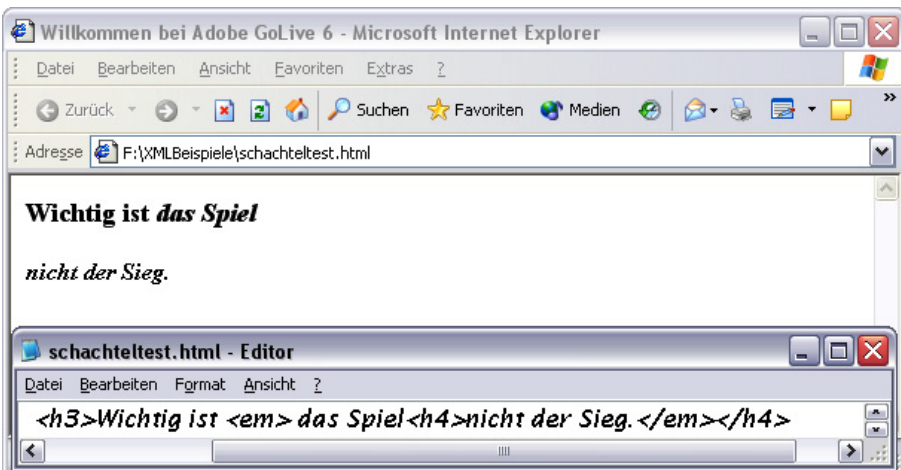 Willkommen bei Adobe GoLive 6 - Microsoft Internet Explorer
Datei Bearbeiten Ansicht Favoriten Extras ?
Zurück Suchen Favoriten Medien »
Adresse F:\XMLBeispiele\schachteltest.html
Wichtig ist das Spiel
nicht der Sieg.
schachteltest.html - Editor
Datei Bearbeiten Format Ansicht ?
<h3>Wichtig ist <em> das Spiel<h4>nicht der Sieg.</em></h4>